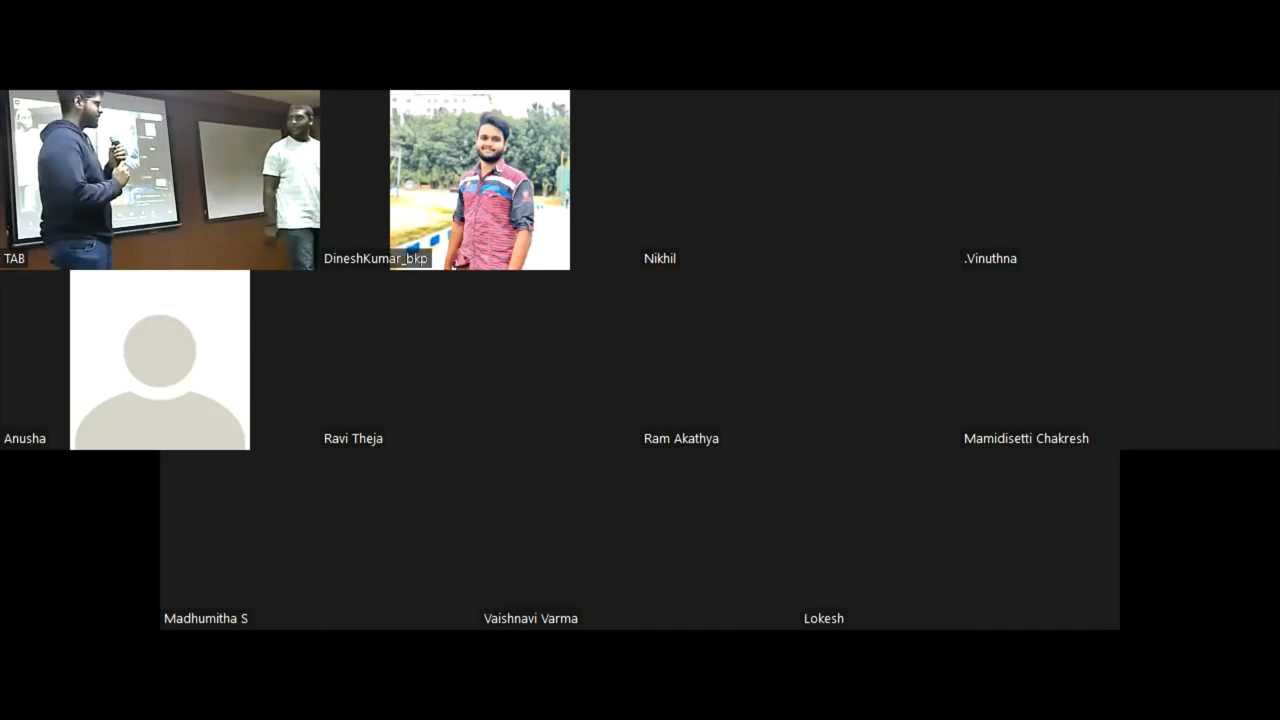 TAB
DineshKumar_bkp
Nikhil
.Vinuthna
Anusha
Ravi Theja
Ram Akathya
Mamidisetti Chakresh
Madhumitha S
Vaishnavi Varma
Lokesh